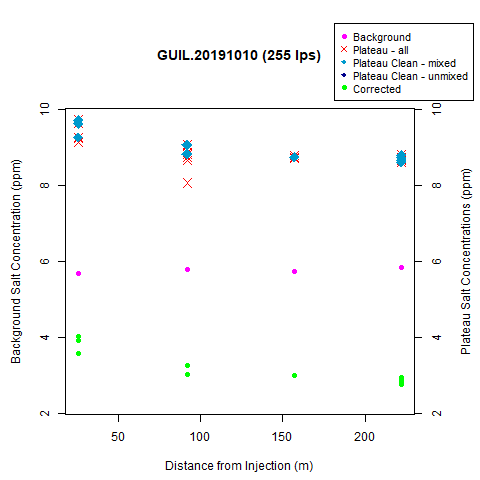 GUIL.20191010 (255 lps)
Background
Plateau - all
Plateau Clean - mixed
Plateau Clean - unmixed
Corrected
Background Salt Concentration (ppm)
10
8
6
4
2
10
8
6
4
2
Plateau Salt Concentrations (ppm)
50 100 150 200
Distance from Injection (m)